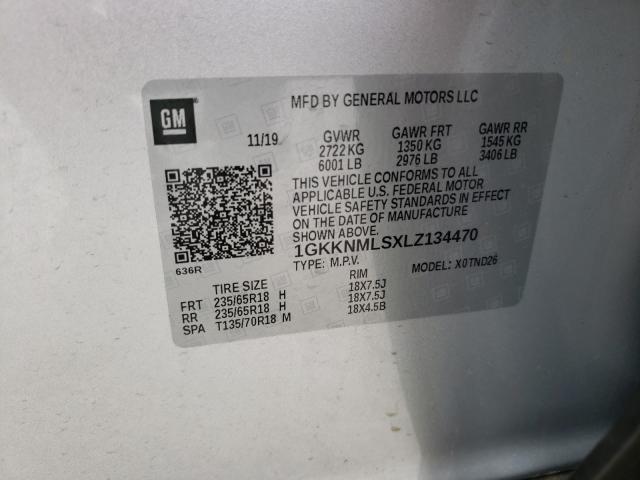 GM
MFD BY GENERAL MOTORS LLC
11/19 GVWR GAWR FRT GAWR RR
2722 KG 1350 KG 1545 KG
6001 LB 2976 LB 3406 LB
THIS VEHICLE CONFORMS TO ALL
APPLICABLE U.S. FEDERAL MOTOR
VEHICLE SAFETY STANDARDS IN EFFECT
ON THE DATE OF MANUFACTURE
SHOWN ABOVE.
1GKKNMLSXLZ134470
636R
TYPE: M.P.V. MODEL: X0TND26
TIRE SIZE RIM
FRT 235/65R18 H 18X7.5J
RR 235/65R18 H 18X7.5J
SPA T135/70R18 M 18X4.5B